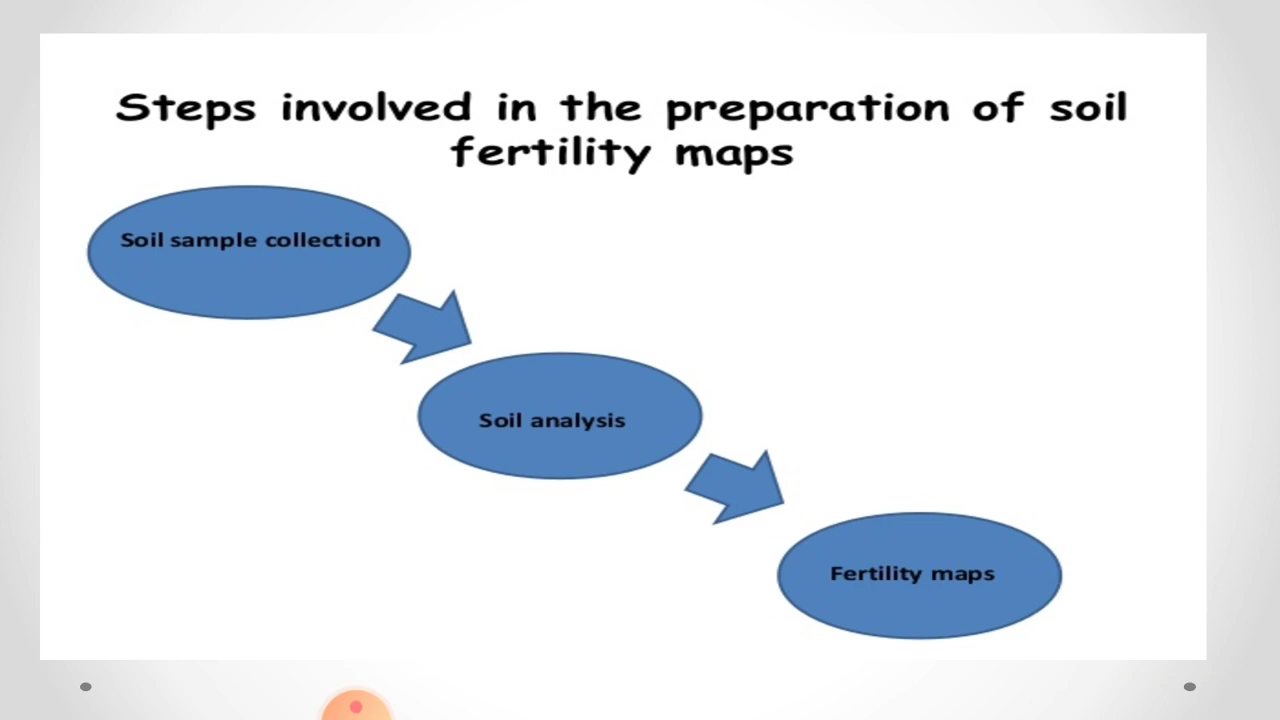 Steps involved in the preparation of soil
fertility maps
Soil sample collection
Soil analysis
Fertility maps